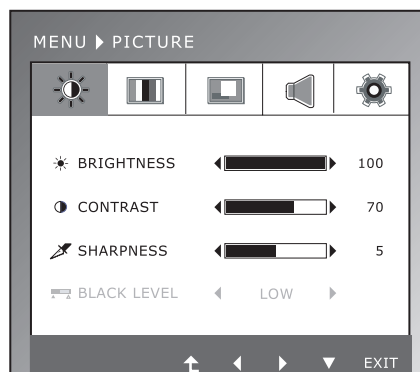 MENU ▶ PICTURE
BRIGHTNESS 100
CONTRAST 70
SHARPNESS 5
BLACK LEVEL LOW
EXIT